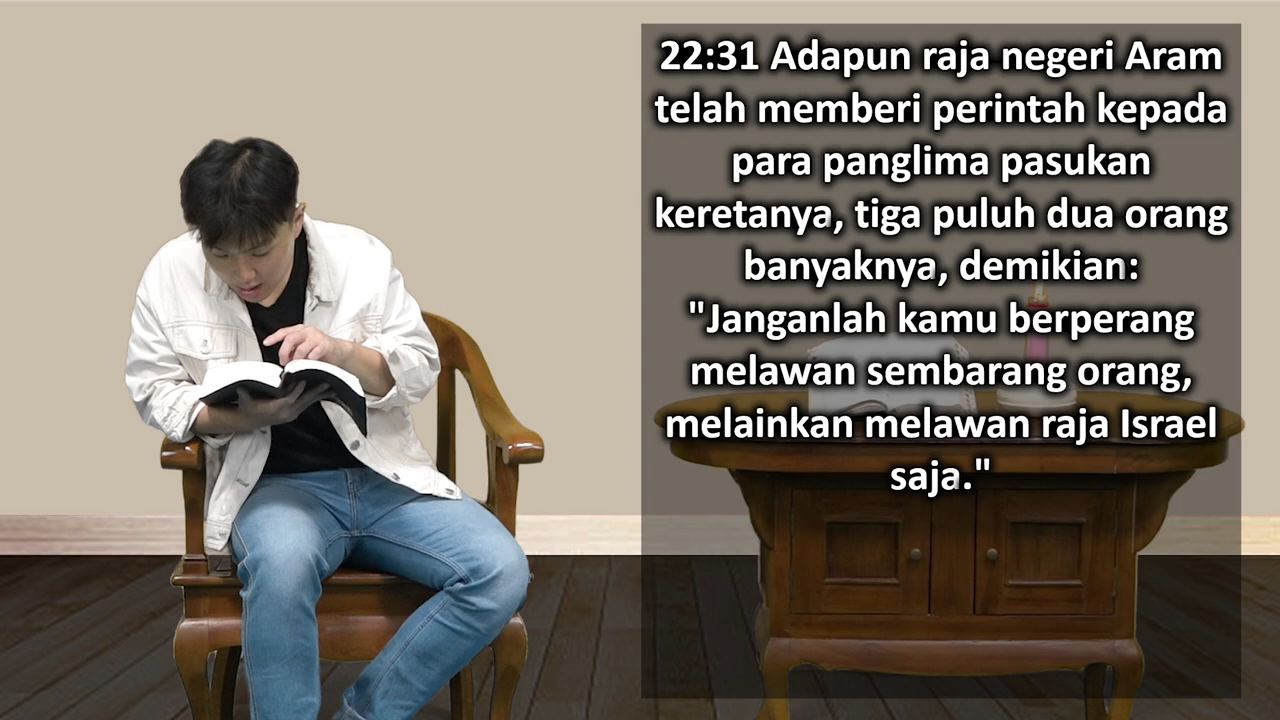 22:31 Adapun raja negeri Aram
telah memberi perintah kepada
para panglima pasukan
keretanya, tiga puluh dua orang
banyaknya, demikian:
"Janganlah kamu berperang
melawan sembarang orang,
melainkan melawan raja Israel
saja."